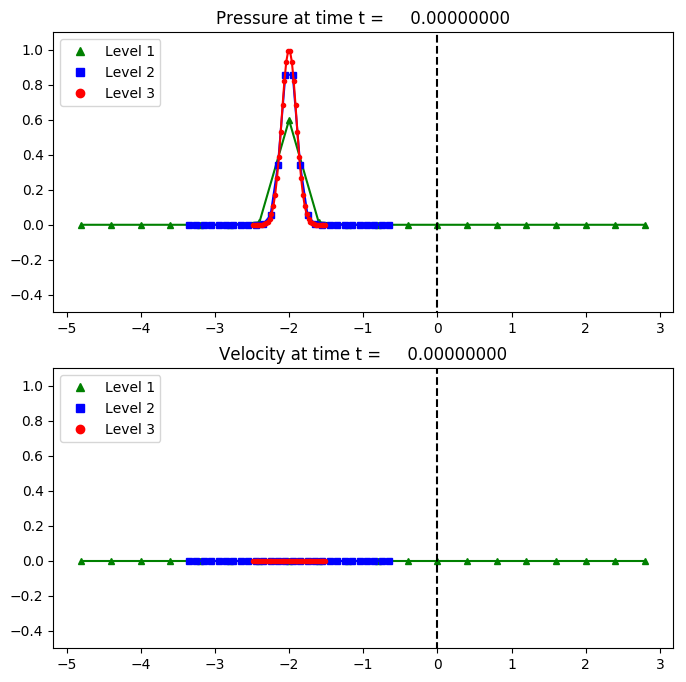 Pressure at time t = 0.00000000
1.0
0.8
0.6
0.4
0.2
0.0
−0.2
−0.4
Level 1
Level 2
Level 3
−5 −4 −3 −2 −1 0 1 2 3
Velocity at time t = 0.00000000
1.0
0.8
0.6
0.4
0.2
0.0
−0.2
−0.4
Level 1
Level 2
Level 3
−5 −4 −3 −2 −1 0 1 2 3